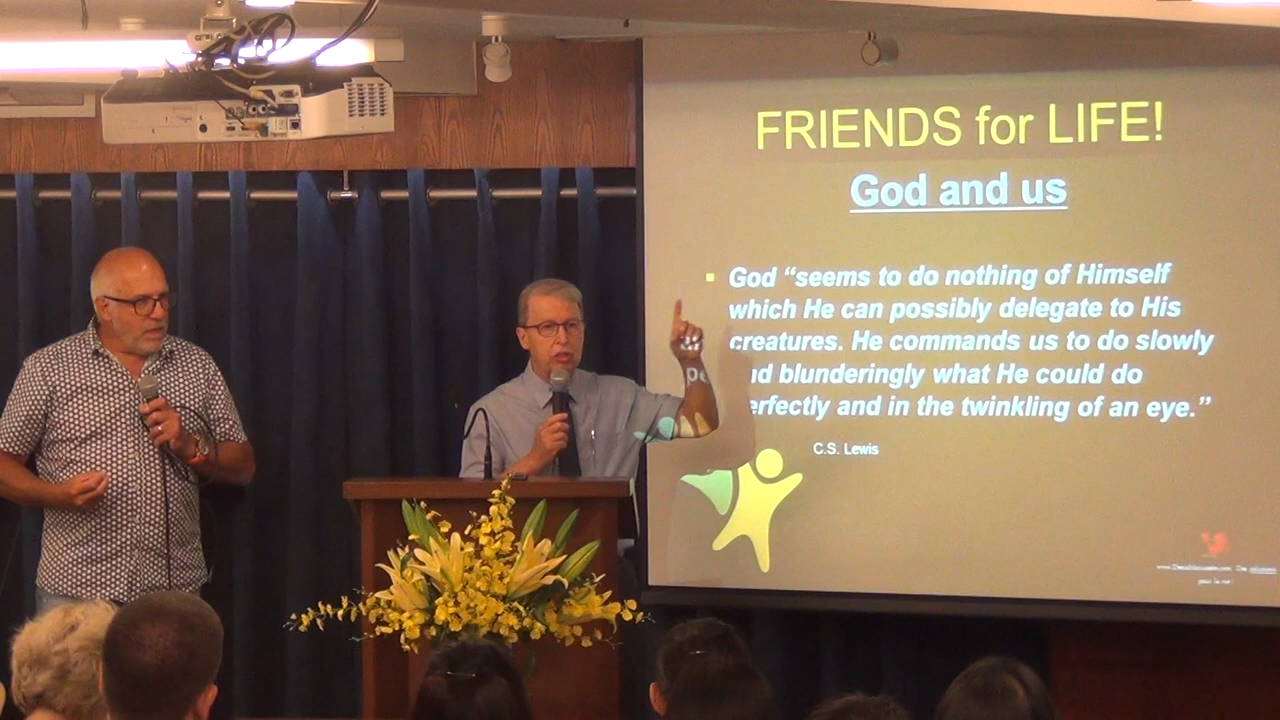 FRIENDS for LIFE!
God and us
God “seems to do nothing of Himself
which He can possibly delegate to His
creatures. He commands us to do slowly
nd blunderingly what He could do
erfectly and in the twinkling of an eye.”
C.S. Lewis